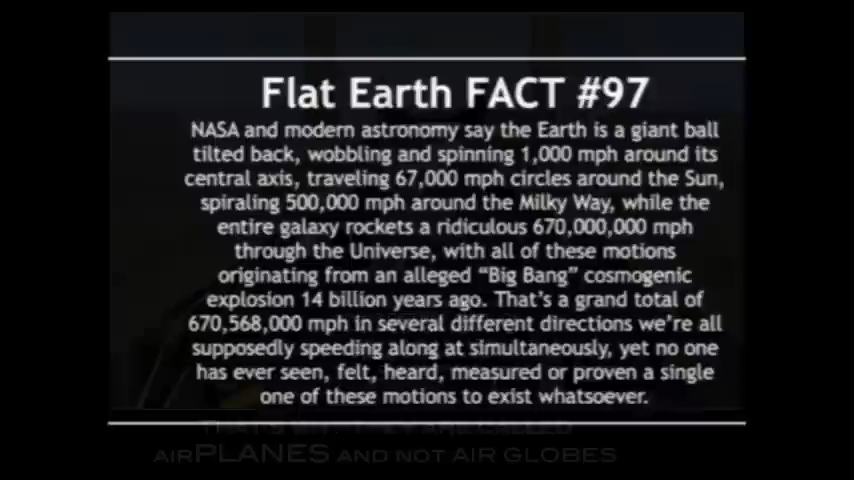 Flat Earth FACT #97
NASA and modern astronomy say the Earth is a giant ball
tilted back, wobbling and spinning 1,000 mph around its
central axis, traveling 67,000 mph circles around the Sun,
spiraling 500,000 mph around the Milky Way, while the
entire galaxy rockets a ridiculous 670,000,000 mph
through the Universe, with all of these motions
originating from an alleged “Big Bang” cosmogenic
explosion 14 billion years ago. That’s a grand total of
670,568,000 mph in several different directions we’re all
supposedly speeding along at simultaneously, yet no one
has ever seen, felt, heard, measured or proven a single
one of these motions to exist whatsoever.
THAT'S WHY THEY ARE CALLED
AIRPLANES AND NOT AIR GLOBES